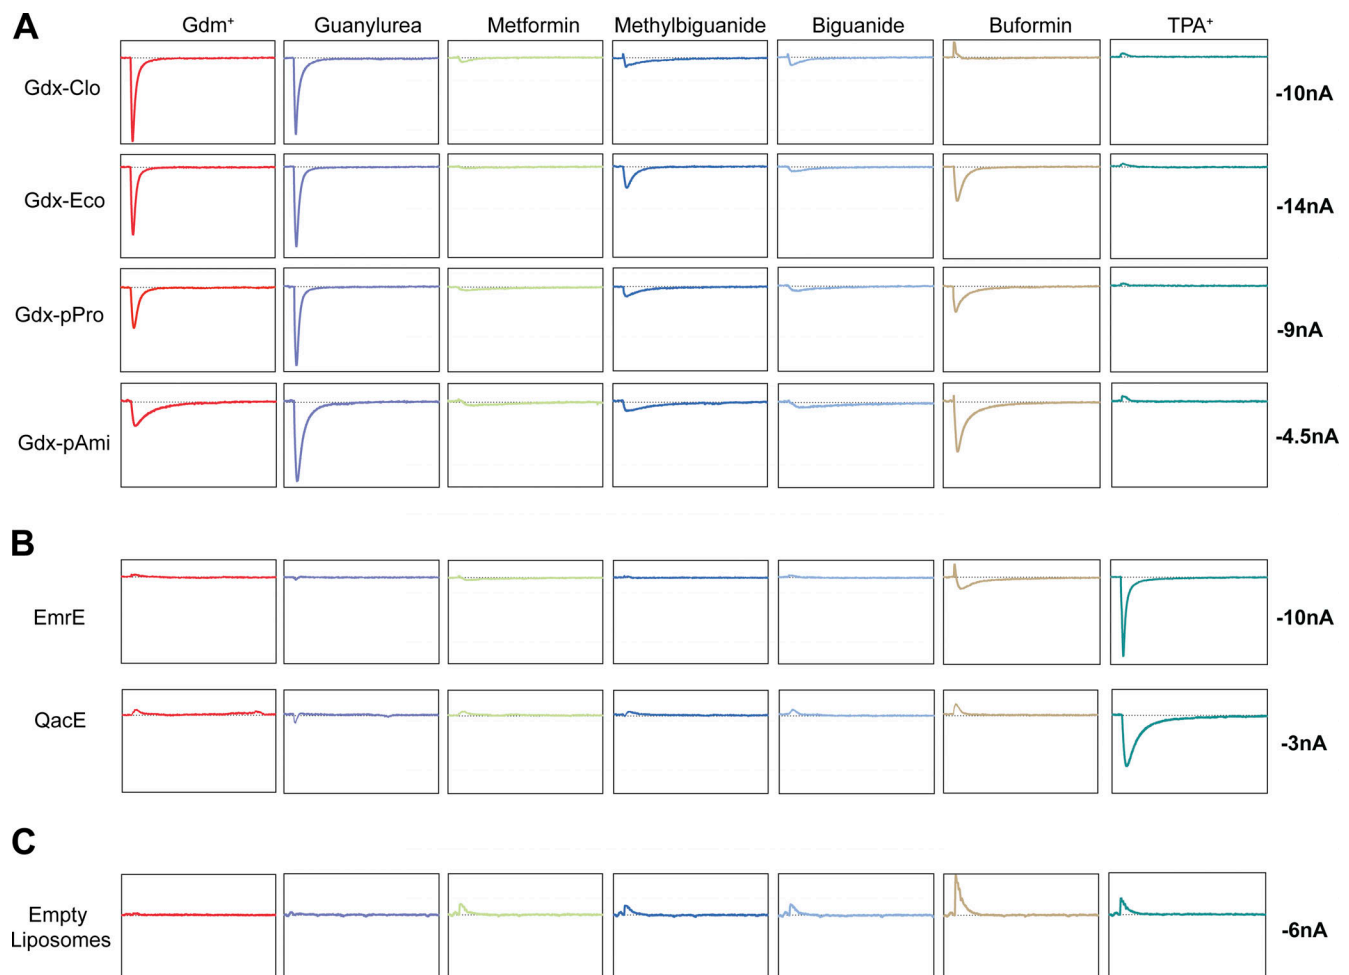 A
Gdm⁺ Guanylurea Metformin Methylbiguanide Biguanide Buformin TPA⁺
Gdx-Clo -10nA
Gdx-Eco -14nA
Gdx-pPro -9nA
Gdx-pAmi -4.5nA
B
EmrE -10nA
QacE -3nA
C
Empty
Liposomes -6nA